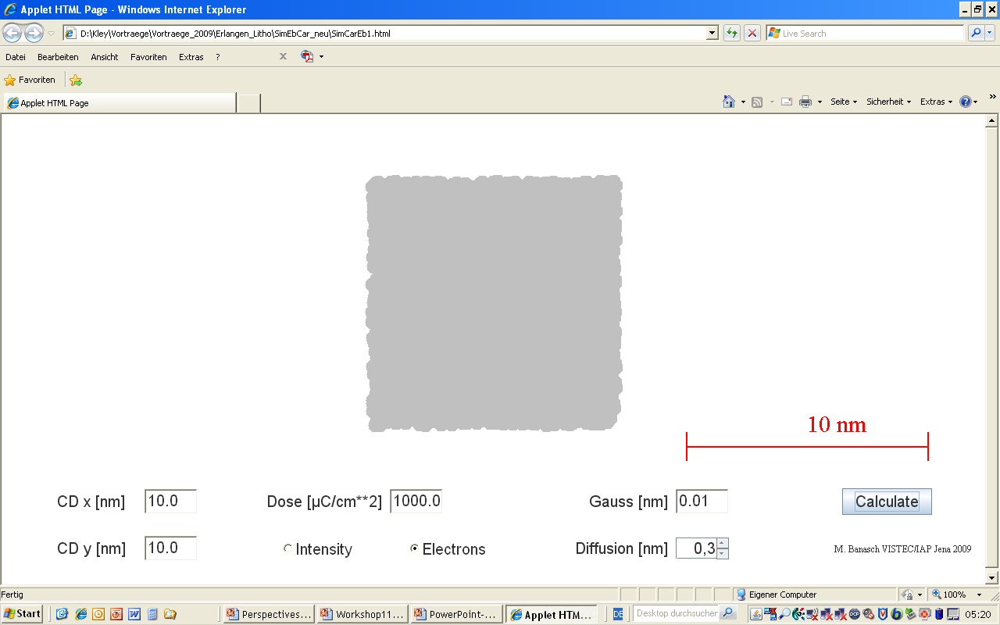 Applet HTML Page - Windows Internet Explorer
D:\Kley\Vortraege\Vortraege_2009\Erlangen_Litho\SimEbCar_neu\SimCarEb1.html
Live Search
Datei Bearbeiten Ansicht Favoriten Extras ?
Favoriten
Applet HTML Page
Seite Sicherheit Extras
10 nm
CD x [nm] 10.0 Dose [µC/cm**2] 1000.0 Gauss [nm] 0.01 Calculate
CD y [nm] 10.0 Intensity Electrons Diffusion [nm] 0,3 M. Banasch VISTEC/IAP Jena 2009
Fertig Eigener Computer 100%
Start Perspectives... Workshop11... PowerPoint-... Applet HTM... DE Desktop durchsuchen 05:20